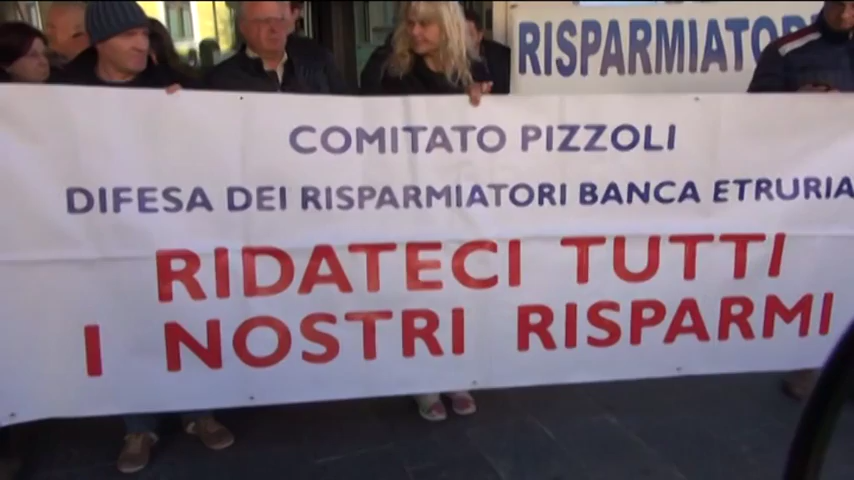 RISPARMIATORI
COMITATO PIZZOLI
DIFESA DEI RISPARMIATORI BANCA ETRURIA
RIDATECI TUTTI
I NOSTRI RISPARMI